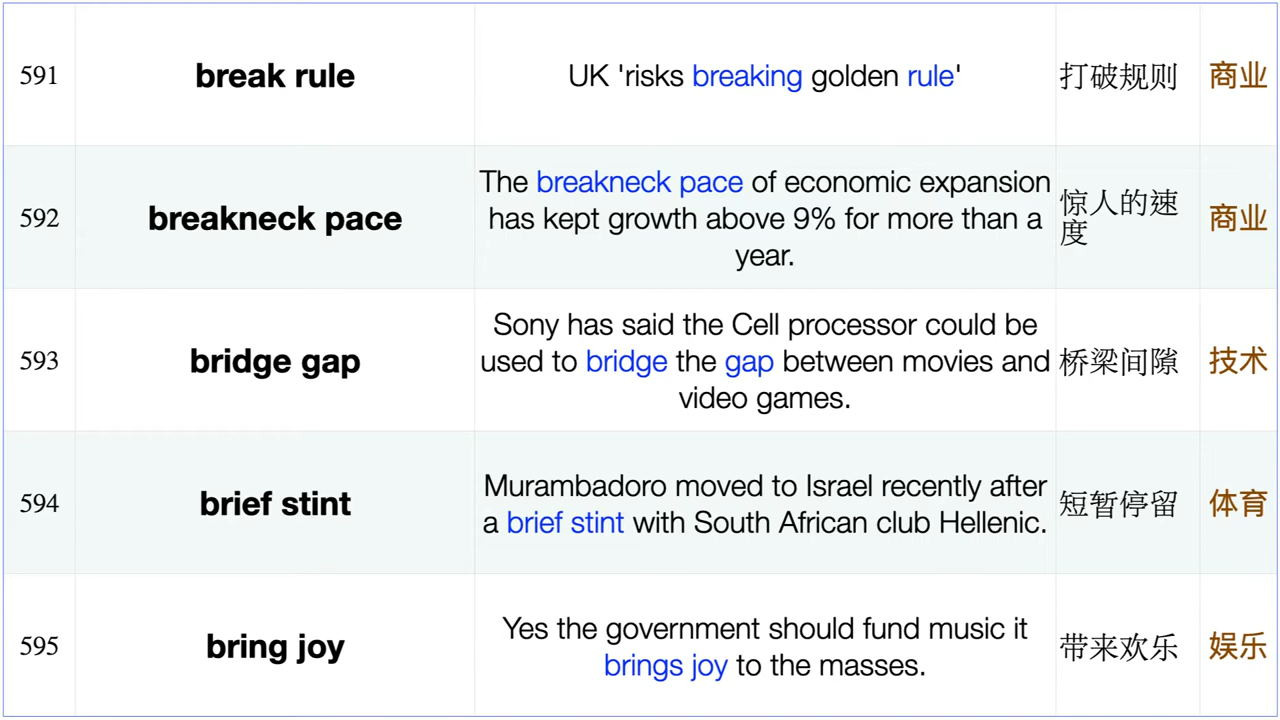 591 break rule UK 'risks breaking golden rule' 打破规则 商业
The breakneck pace of economic expansion
592 breakneck pace has kept growth above 9% for more than a 惊人的速 商业
year. 度
Sony has said the Cell processor could be
593 bridge gap used to bridge the gap between movies and 桥梁间隙 技术
video games.
Murambadoro moved to Israel recently after
594 brief stint a brief stint with South African club Hellenic. 短暂停留 体育
Yes the government should fund music it
595 bring joy brings joy to the masses. 带来欢乐 娱乐